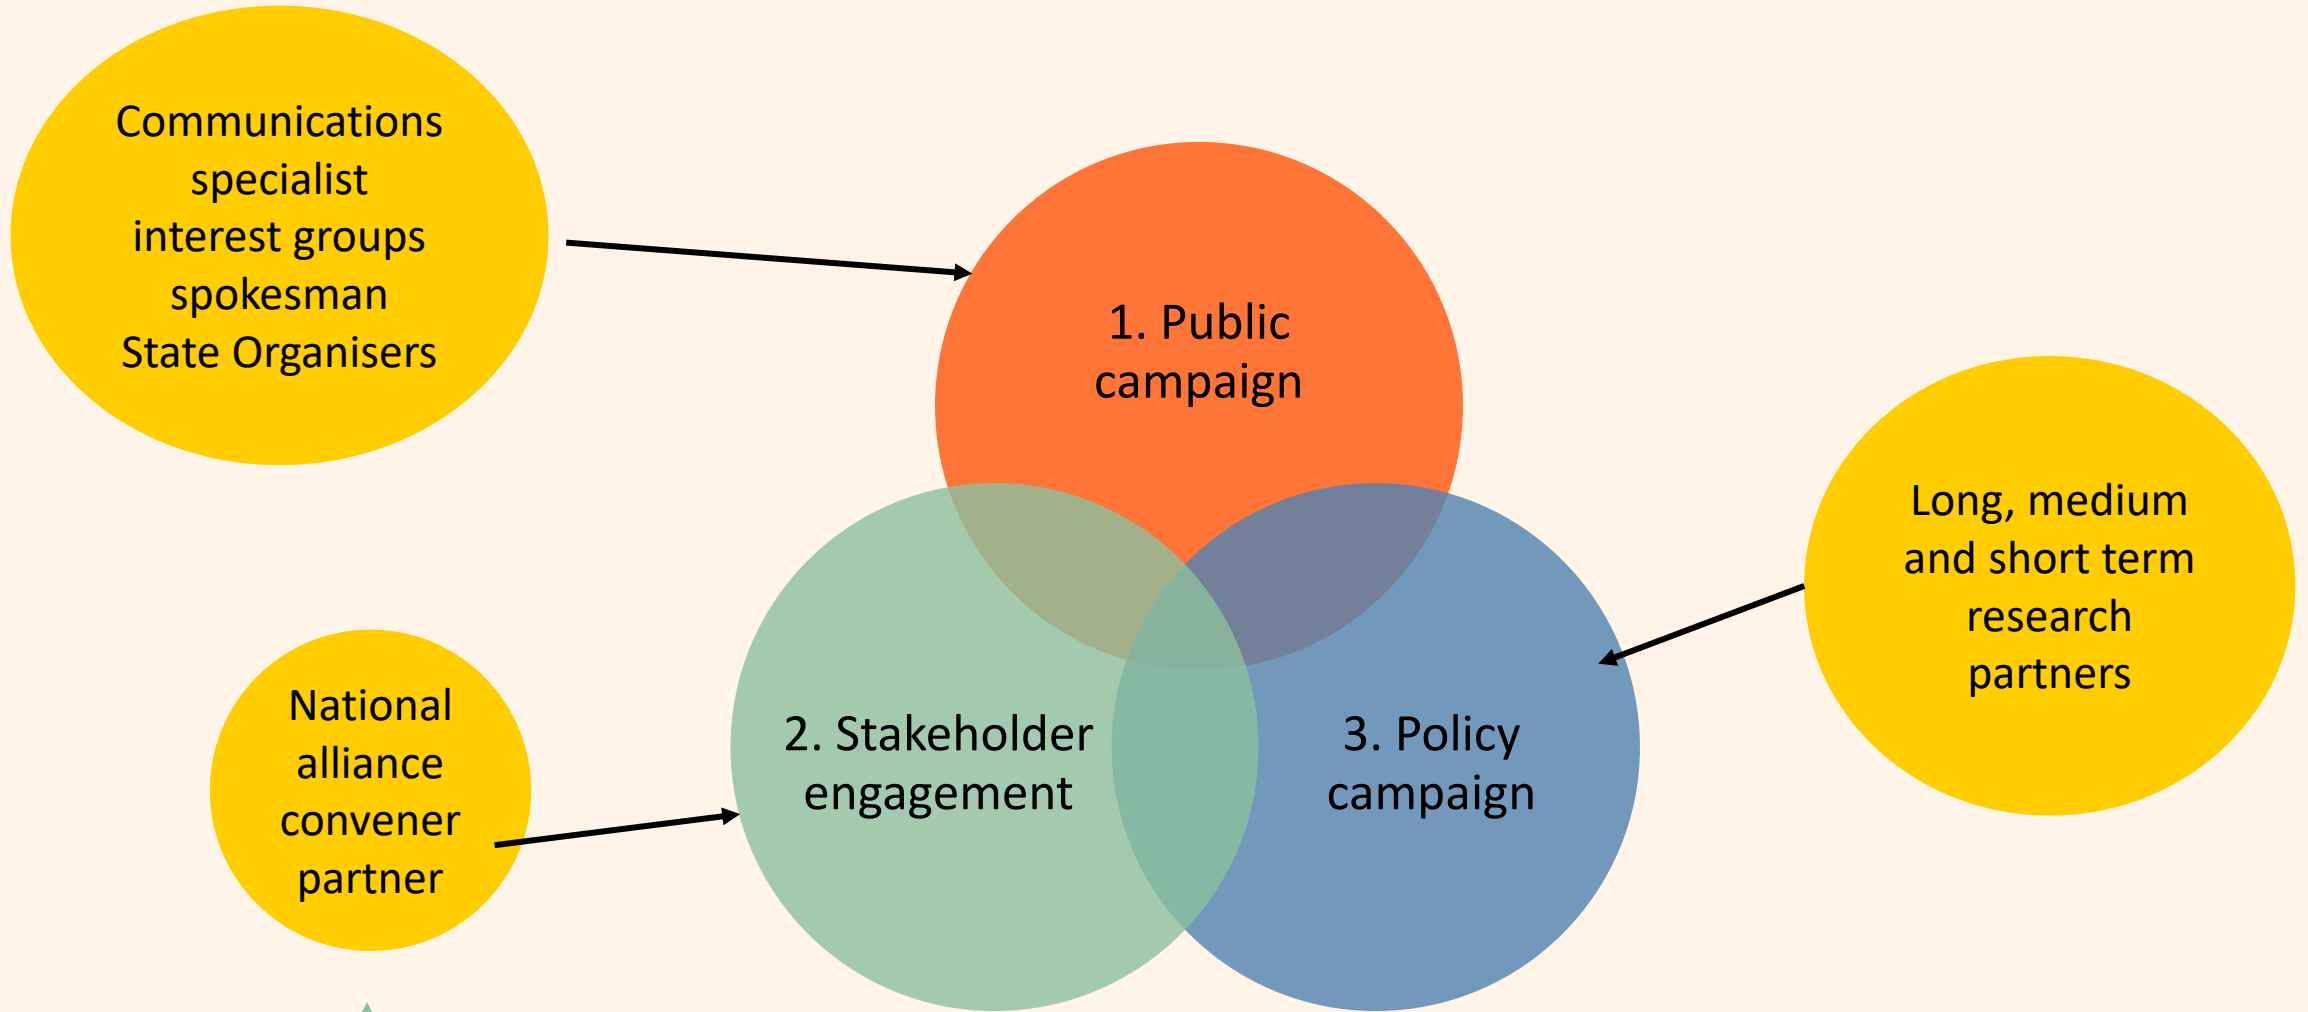 Communications
specialist
interest groups
spokesman
State Organisers
1. Public
campaign
Long, medium
and short term
research
partners
National
alliance
convener
partner
2. Stakeholder
engagement
3. Policy
campaign